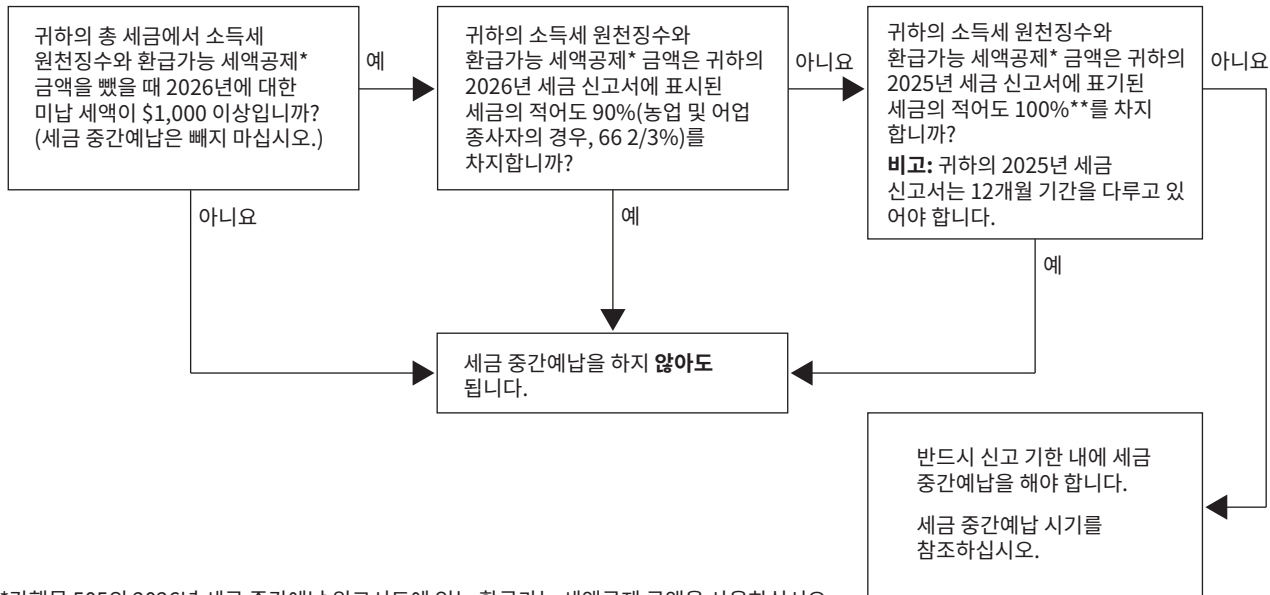 귀하의 총 세금에서 소득세
원천징수와 환급가능 세액공제*
금액을 뺐을 때 2026년에 대한
미납 세액이 $1,000 이상입니까?
(세금 중간예납은 빼지 마십시오.)
예
아니요
귀하의 소득세 원천징수와
환급가능 세액공제* 금액은 귀하의
2026년 세금 신고서에 표시된
세금의 적어도 90%(농업 및 어업
종사자의 경우, 66 2/3%)를
차지합니까?
아니요
예
귀하의 소득세 원천징수와
환급가능 세액공제* 금액은 귀하의
2025년 세금 신고서에 표기된
세금의 적어도 100%**를 차지
합니까?
비고: 귀하의 2025년 세금
신고서는 12개월 기간을 다루고 있
어야 합니다.
아니요
예
세금 중간예납을 하지 않아도
됩니다.
반드시 신고 기한 내에 세금
중간예납을 해야 합니다.
세금 중간예납 시기를
참조하십시오.